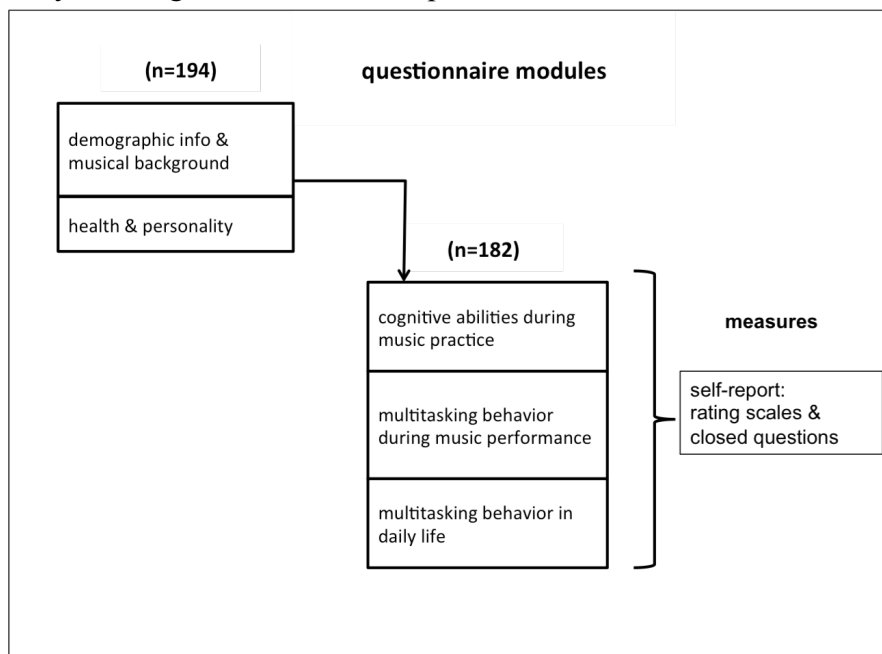 (n=194)
questionnaire modules
demographic info &
musical background
health & personality
(n=182)
cognitive abilities during
music practice
multitasking behavior
during music performance
multitasking behavior in
daily life
measures
self-report:
rating scales &
closed questions